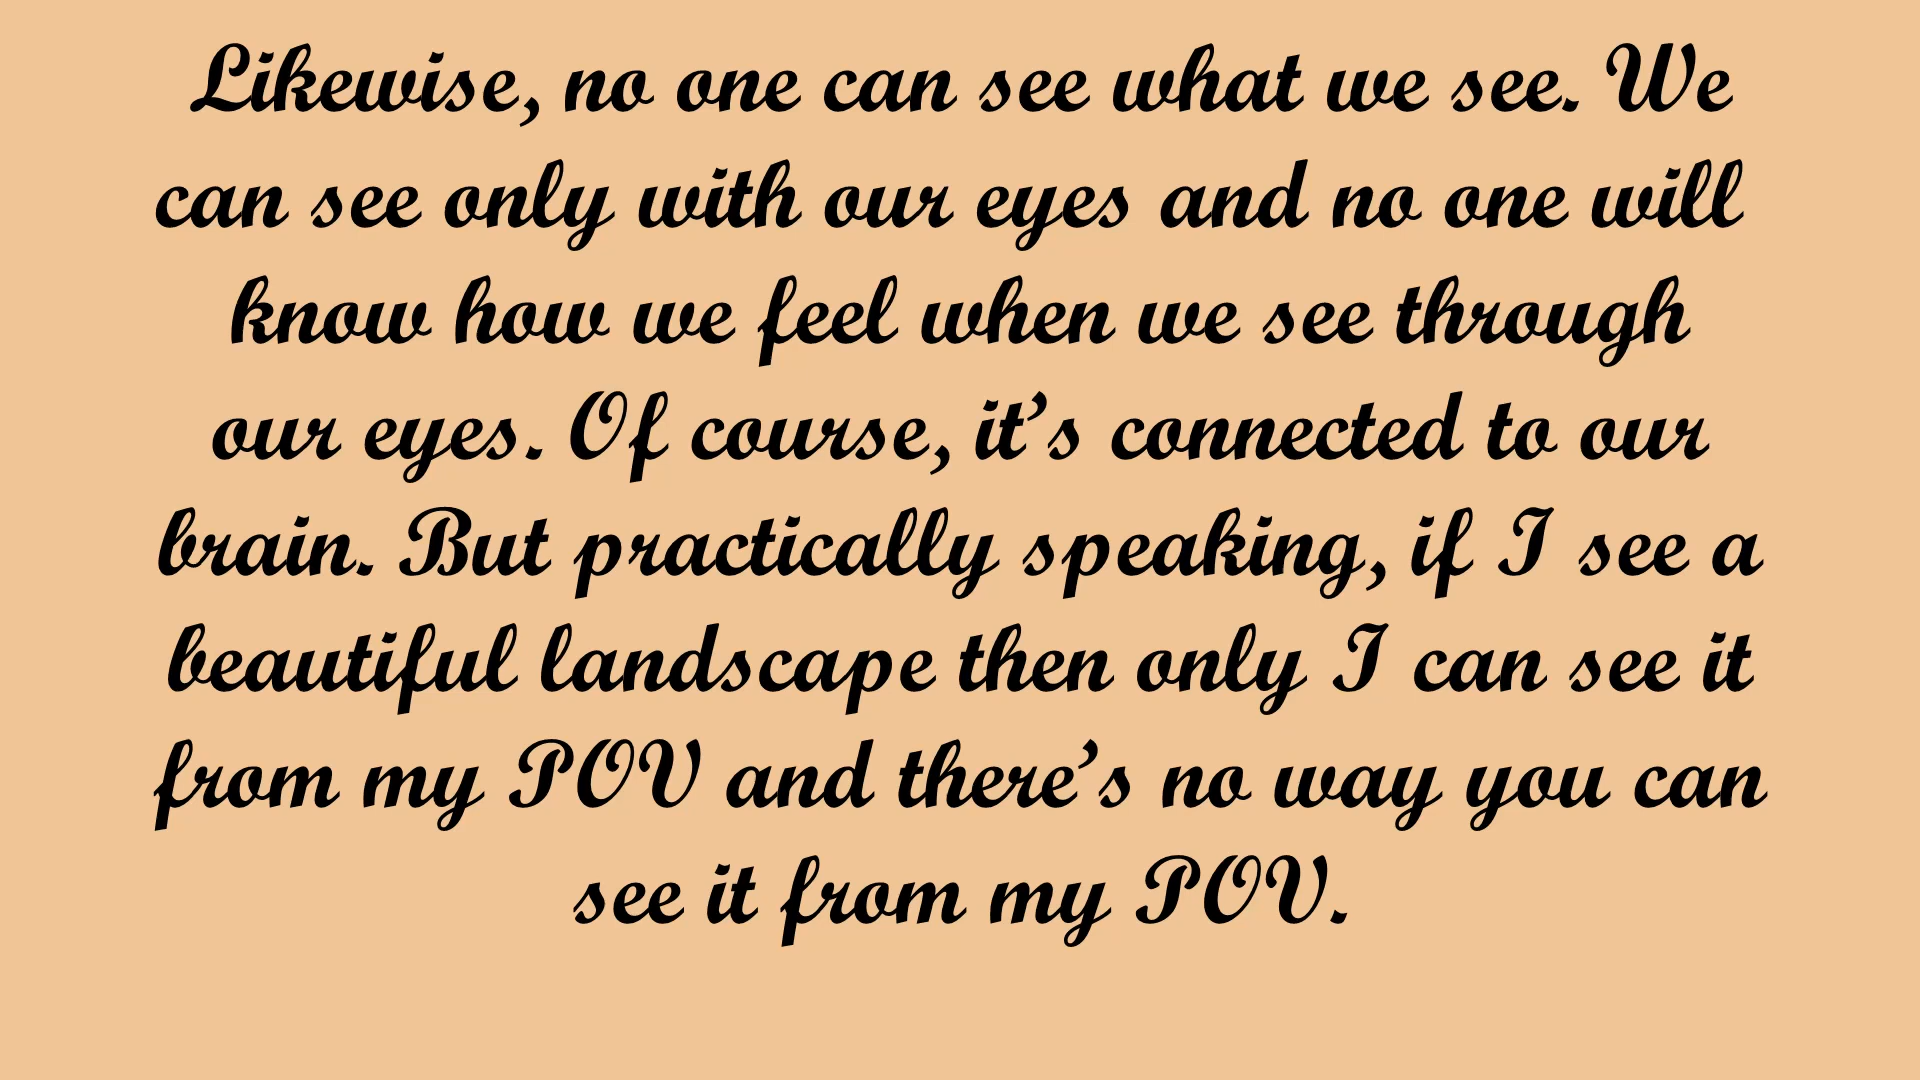 Likewise, no one can see what we see. We
can see only with our eyes and no one will
know how we feel when we see through
our eyes. Of course, it’s connected to our
brain. But practically speaking, if I see a
beautiful landscape then only I can see it
from my POV and there’s no way you can
see it from my POV.